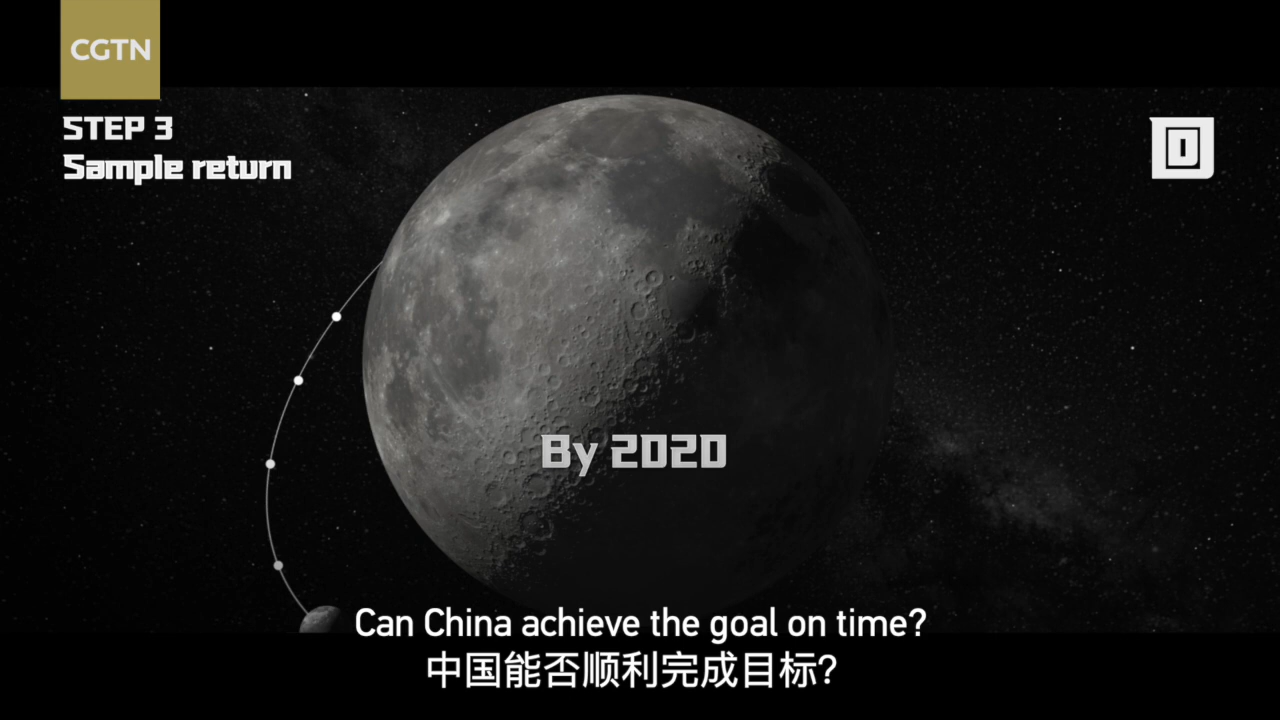 CGTN
STEP 3
Sample return
By 2020
Can China achieve the goal on time?
中国能否顺利完成目标?